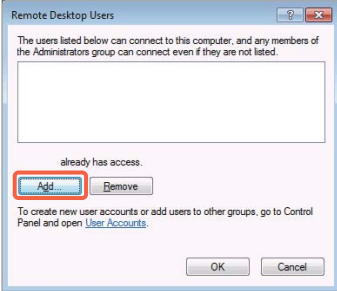 Remote Desktop Users
The users listed below can connect to this computer, and any members of
the Administrators group can connect even if they are not listed.
already has access.
Add...
Remove
To create new user accounts or add users to other groups, go to Control
Panel and open User Accounts.
OK
Cancel